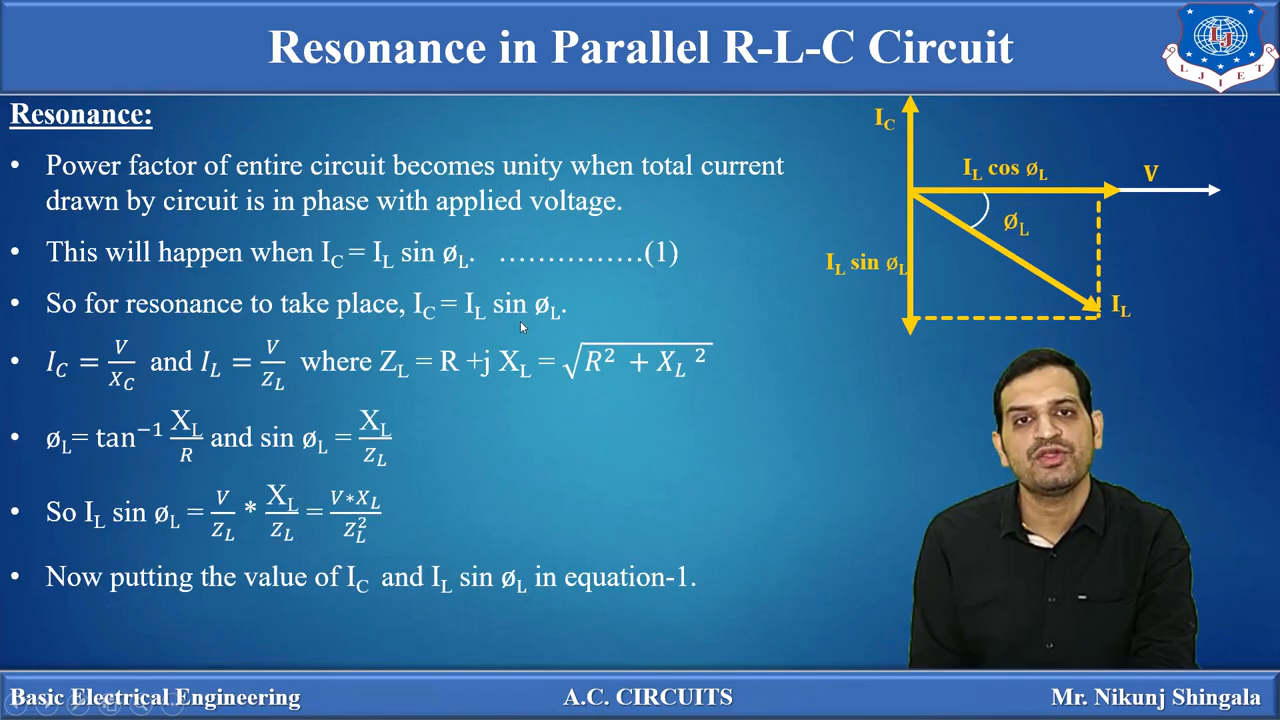 Resonance in Parallel R-L-C Circuit
LJ
L J I E T
Resonance:
• Power factor of entire circuit becomes unity when total current
drawn by circuit is in phase with applied voltage.
• This will happen when I_C = I_L sin ø_L. ……………(1)
• So for resonance to take place, I_C = I_L sin ø_L.
• I_C = V/X_C and I_L = V/Z_L where Z_L = R +j X_L = √(R² + X_L²)
• ø_L= tan⁻¹ X_L/R and sin ø_L = X_L/Z_L
• So I_L sin ø_L = V/Z_L * X_L/Z_L = V*X_L/Z_L²
• Now putting the value of I_C and I_L sin ø_L in equation-1.
I_C
I_L cos ø_L
V
ø_L
I_L sin ø_L
I_L
Basic Electrical Engineering
A.C. CIRCUITS
Mr. Nikunj Shingala